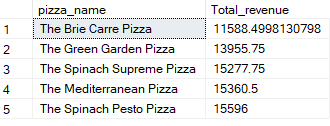 pizza_name Total_revenue
1 The Brie Carre Pizza 11588.4998130798
2 The Green Garden Pizza 13955.75
3 The Spinach Supreme Pizza 15277.75
4 The Mediterranean Pizza 15360.5
5 The Spinach Pesto Pizza 15596